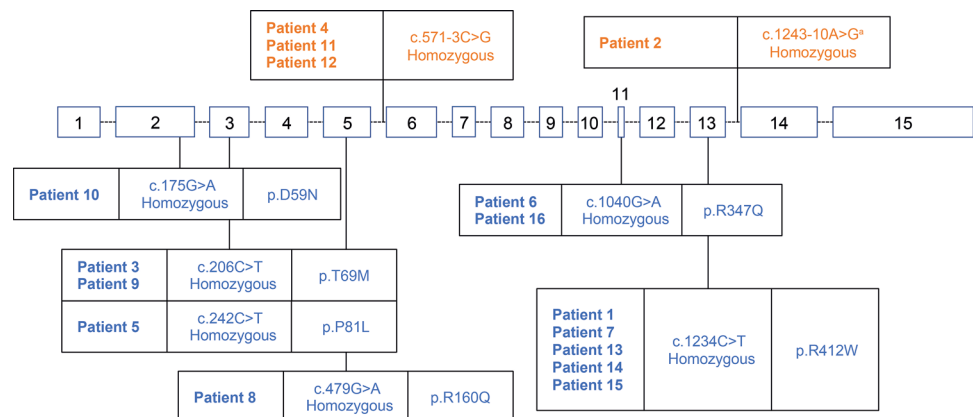 Patient 4
Patient 11
Patient 12
c.571-3C>G
Homozygous
Patient 2
c.1243-10A>Gᵃ
Homozygous
1
2
3
4
5
6
7
8
9
10
11
12
13
14
15
Patient 10
c.175G>A
Homozygous
p.D59N
Patient 6
Patient 16
c.1040G>A
Homozygous
p.R347Q
Patient 3
Patient 9
c.206C>T
Homozygous
p.T69M
Patient 5
c.242C>T
Homozygous
p.P81L
Patient 1
Patient 7
Patient 13
Patient 14
Patient 15
c.1234C>T
Homozygous
p.R412W
Patient 8
c.479G>A
Homozygous
p.R160Q